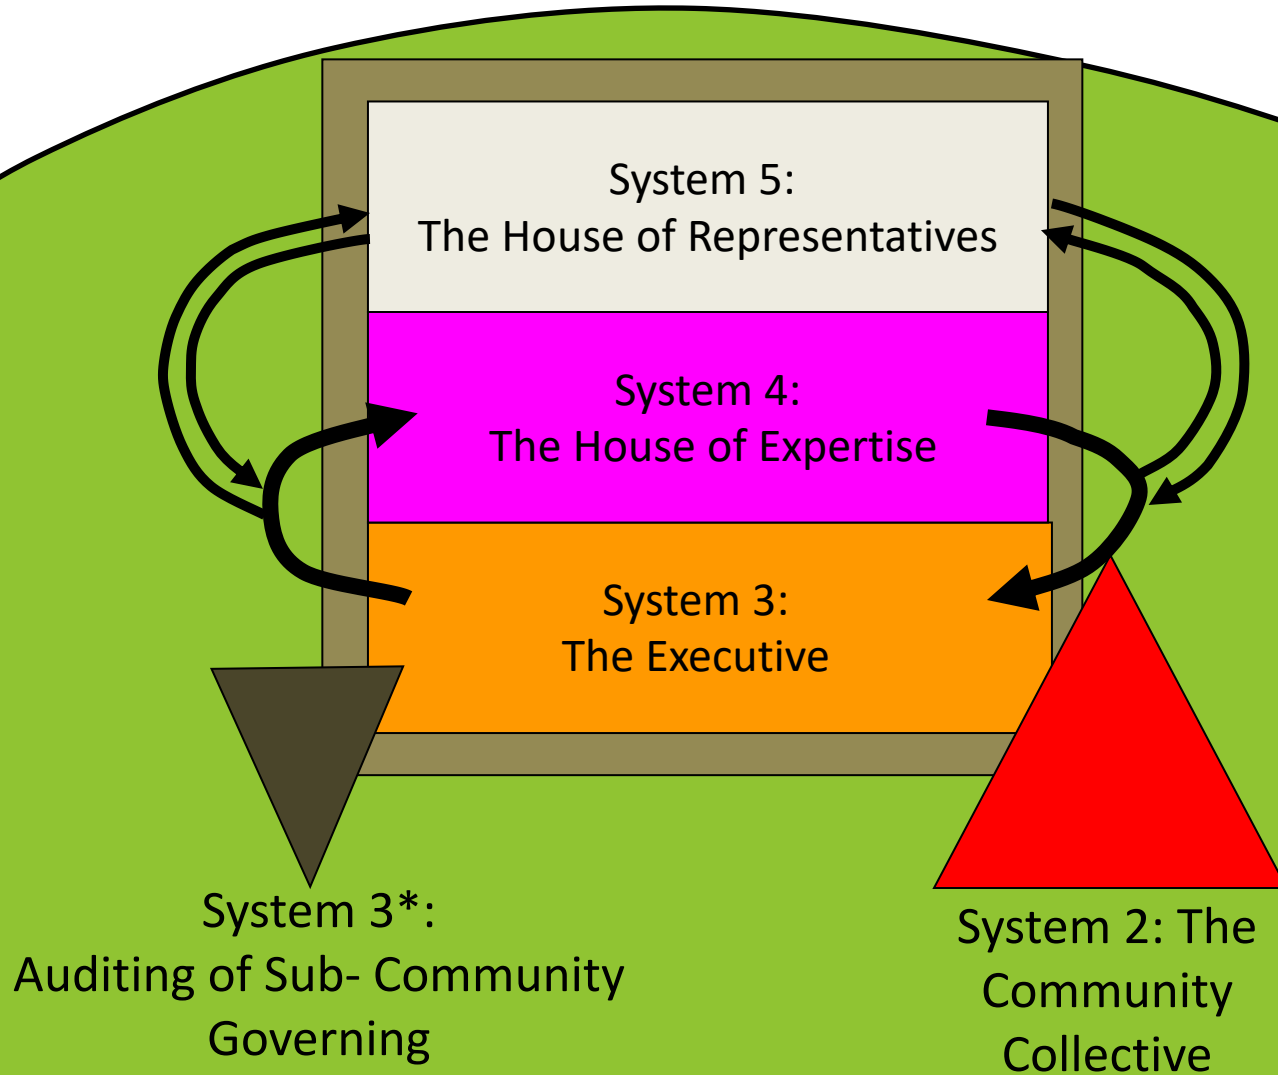 System 5:
The House of Representatives
System 4:
The House of Expertise
System 3:
The Executive
System 3*:
Auditing of Sub- Community
Governing
System 2: The
Community
Collective